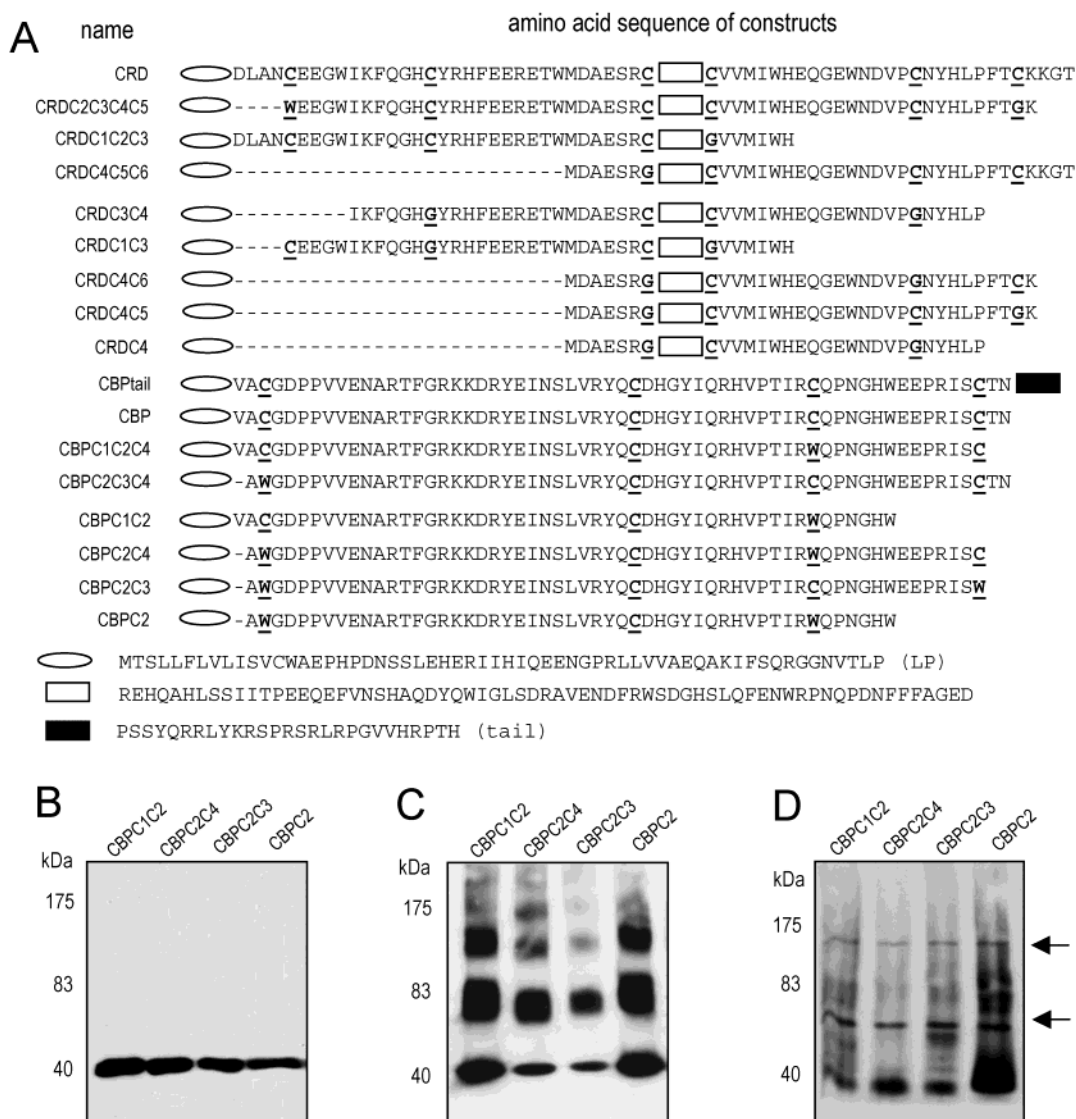 A
name
amino acid sequence of constructs
CRD DLANCEEGWIKFQGHCYRHFEERETWMDAESRC CVVMIWHEQGEWNDVPCNYHLPFTCKKGT
CRDC2C3C4C5 ----WEEGWIKFQGHCYRHFEERETWMDAESRC CVVMIWHEQGEWNDVPCNYHLPFTGK
CRDC1C2C3 DLANCEEGWIKFQGHCYRHFEERETWMDAESRC GVVMIWH
CRDC4C5C6 --------------------------MDAESRG CVVMIWHEQGEWNDVPCNYHLPFTCKKGT
CRDC3C4 ---------IKFQGHGYRHFEERETWMDAESRC CVVMIWHEQGEWNDVPGNYHLP
CRDC1C3 ----CEEGWIKFQGHGYRHFEERETWMDAESRC GVVMIWH
CRDC4C6 --------------------------MDAESRG CVVMIWHEQGEWNDVPGNYHLPFTCK
CRDC4C5 --------------------------MDAESRG CVVMIWHEQGEWNDVPCNYHLPFTGK
CRDC4 --------------------------MDAESRG CVVMIWHEQGEWNDVPGNYHLP
CBPtail VACGDPPVVENARTFGRKKDRYEINSLVRYQCDHGYIQRHVPTIRCQPNGHWEEPRISCTN
CBP VACGDPPVVENARTFGRKKDRYEINSLVRYQCDHGYIQRHVPTIRCQPNGHWEEPRISCTN
CBPC1C2C4 VACGDPPVVENARTFGRKKDRYEINSLVRYQCDHGYIQRHVPTIRWQPNGHWEEPRISC
CBPC2C3C4 -AWGDPPVVENARTFGRKKDRYEINSLVRYQCDHGYIQRHVPTIRCQPNGHWEEPRISCTN
CBPC1C2 VACGDPPVVENARTFGRKKDRYEINSLVRYQCDHGYIQRHVPTIRWQPNGHW
CBPC2C4 -AWGDPPVVENARTFGRKKDRYEINSLVRYQCDHGYIQRHVPTIRWQPNGHWEEPRISC
CBPC2C3 -AWGDPPVVENARTFGRKKDRYEINSLVRYQCDHGYIQRHVPTIRCQPNGHWEEPRISW
CBPC2 -AWGDPPVVENARTFGRKKDRYEINSLVRYQCDHGYIQRHVPTIRWQPNGHW
MTSLLFLVLISVCWAEPHPDNSSLEHERIIHIQEENGPRLLVVAEQAKIFSQRGGNVTLP (LP)
REHQAHLSSIITPEEQEFVNSHAQDYQWIGLSDRAVENDFRWSDGHSLQFENWRPNQPDNFFFAGED
PSSYQRRLYKRSPRSRLRPGVVHRPTH (tail)
B
CBPC1C2 CBPC2C4 CBPC2C3 CBPC2
kDa
175
83
40
C
CBPC1C2 CBPC2C4 CBPC2C3 CBPC2
kDa
175
83
40
D
CBPC1C2 CBPC2C4 CBPC2C3 CBPC2
kDa
175
83
40